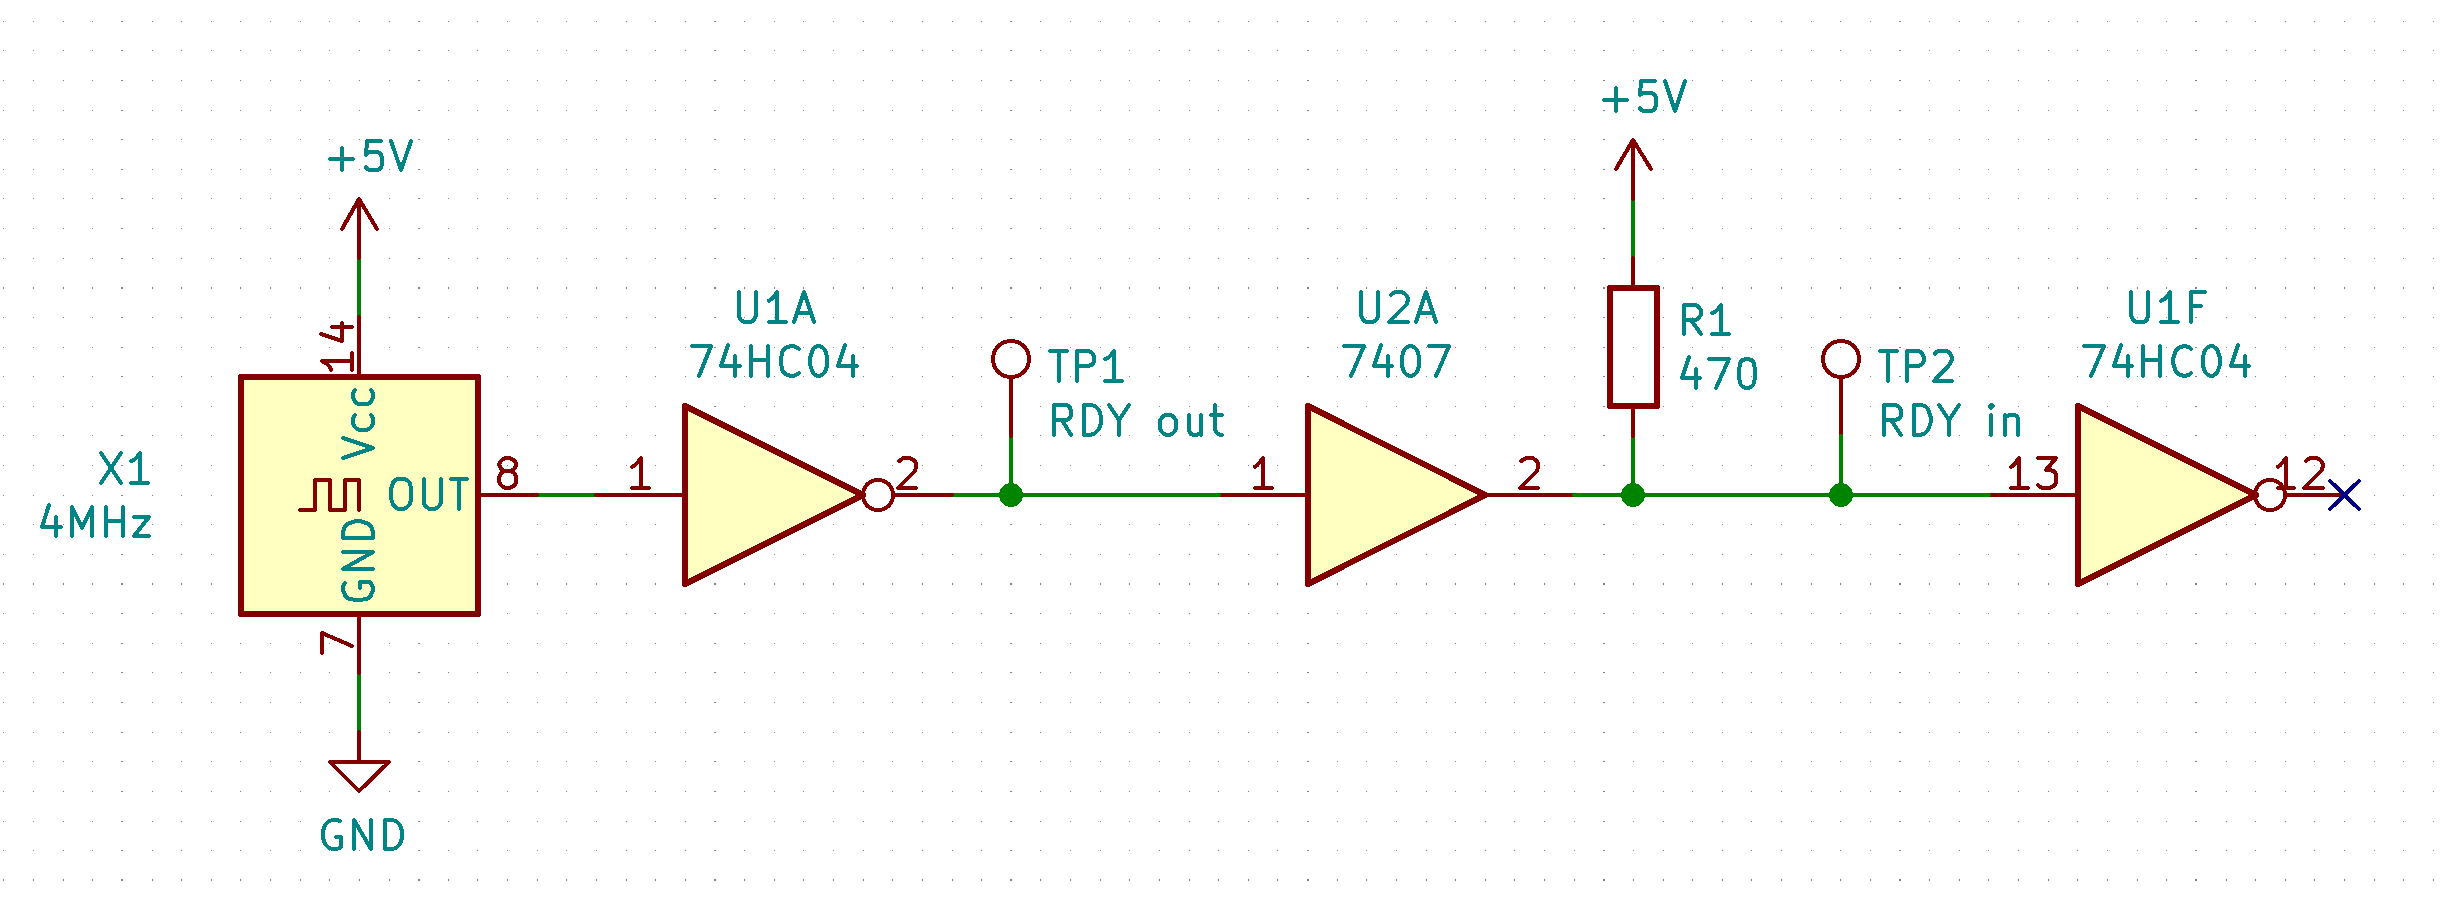 +5V
+5V
U1A
74HC04
U2A
7407
U1F
74HC04
R1
470
TP1
RDY out
TP2
RDY in
14
Vcc
X1
4MHz
OUT
GND
8
1
2
1
2
13
12
7
GND